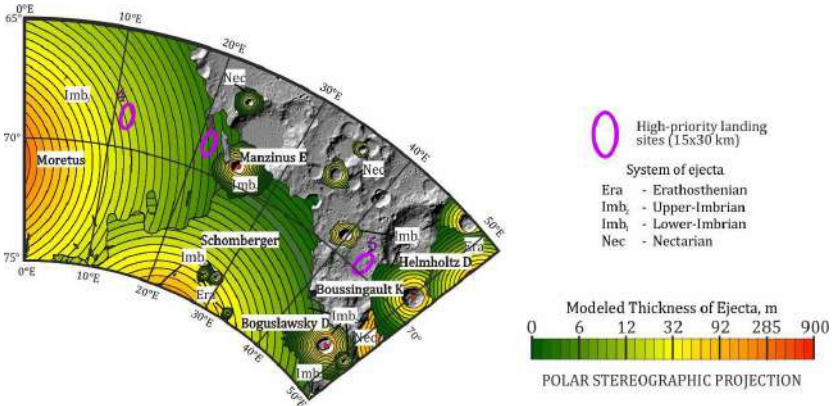 65°
0°E
10°E
20°E
30°E
40°E
50°E
Nec
Imb
70°
Moretus
Manzinus E
Nec
Imb
Schomberger
Imb
Era
5
Helmholtz D
75°
0°E
10°E
Imb
Boussingault K
20°E
Era
30°E
Boguslawsky D
Imb
Nec
70°
40°E
Imb
50°E
High-priority landing
sites (15x30 km)
System of ejecta
Era - Erathosthenian
Imb₂ - Upper-Imbrian
Imb₁ - Lower-Imbrian
Nec - Nectarian
Modeled Thickness of Ejecta, m
0 6 12 32 92 285 900
POLAR STEREOGRAPHIC PROJECTION